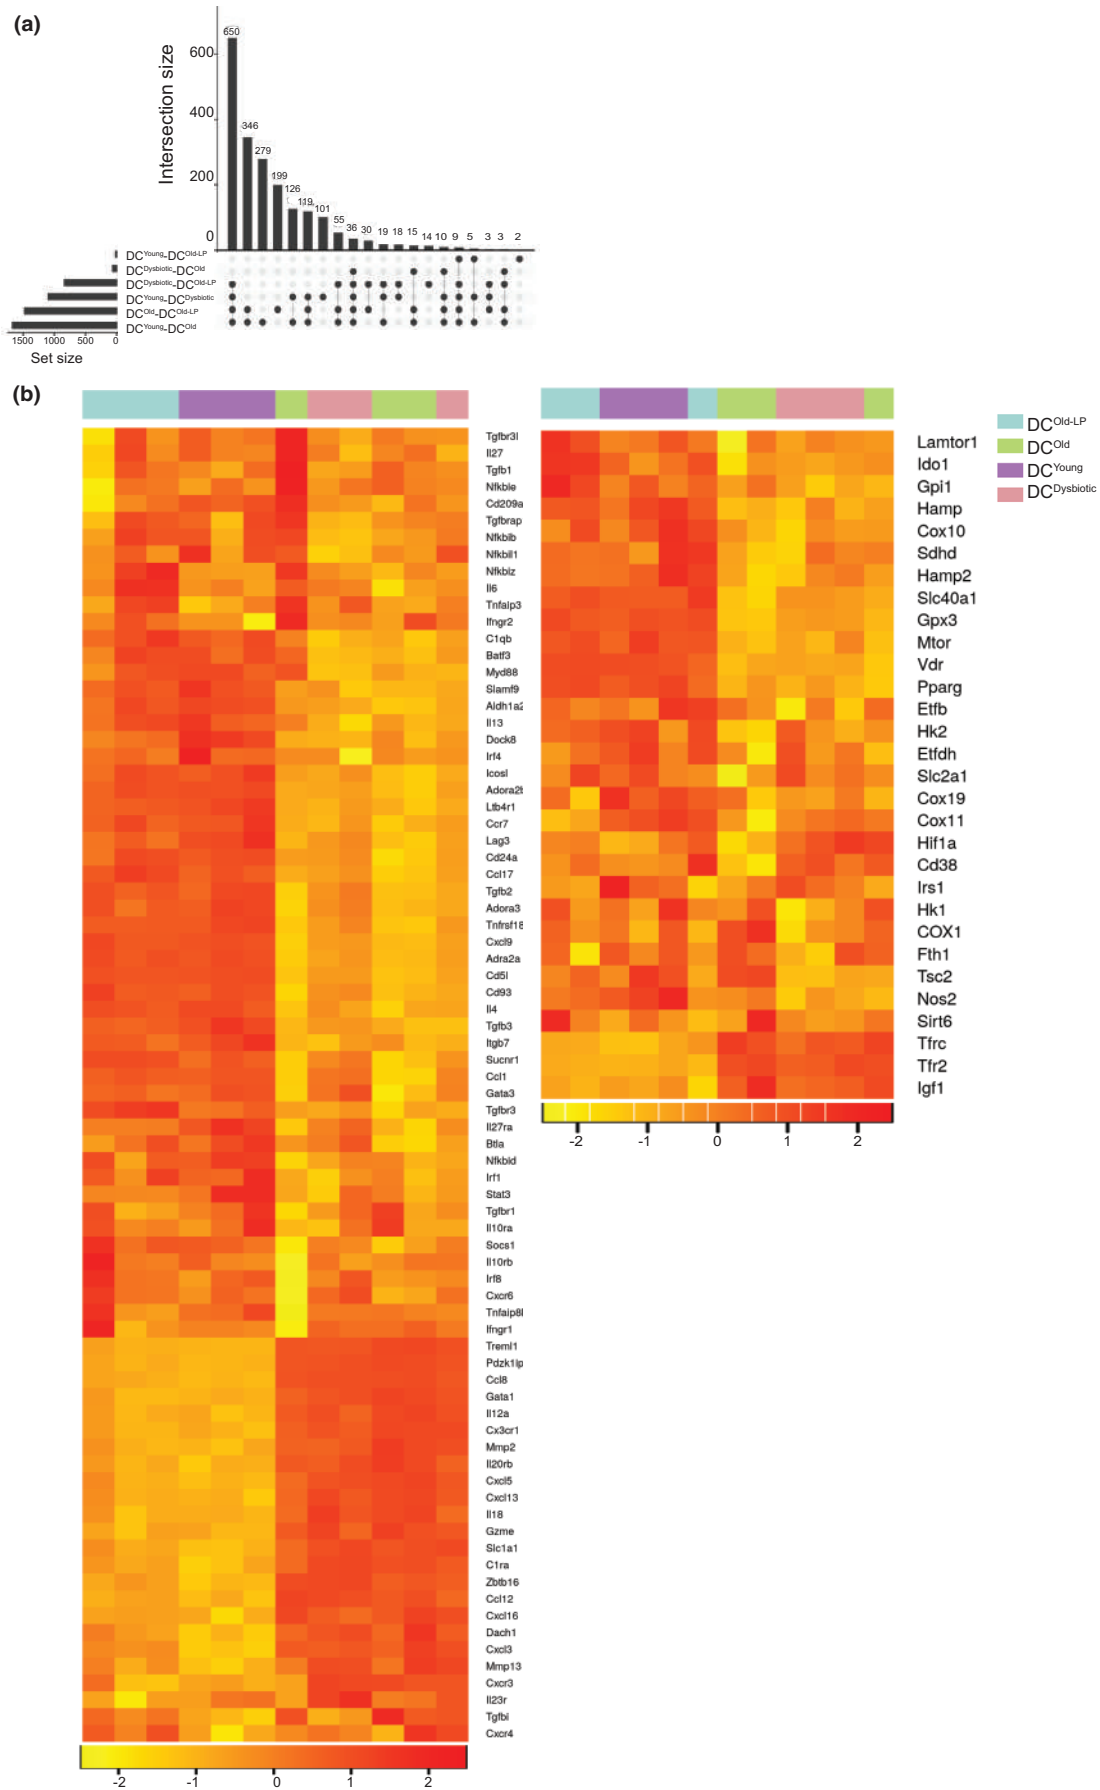 (a)
Intersection size
600
400
200
0
650
346
279
199
126
119
101
55
36
30
19
18
15
14
10
9
5
3
3
2
DCYoung-DCOld-LP
DCDysbiotic-DCOld
DCDysbiotic-DCOld-LP
DCYoung-DCDysbiotic
DCOld-DCOld-LP
DCYoung-DCOld
1500 1000 500 0
Set size
(b)
Tgfbr3l
Il27
Tgfb1
Nfkble
Cd209a
Tgfbrap
Nfkbib
Nfkbil1
Nfkbiz
Il6
Tnfaip3
Ifngr2
C1qb
Batf3
Myd88
Slamf9
Aldh1a2
Il13
Dock8
Irf4
Icosl
Adora2b
Ltb4r1
Ccr7
Lag3
Cd24a
Ccl17
Tgfb2
Adora3
Tnfrsf18
Cxcl9
Adra2a
Cd5l
Cd93
Il4
Tgfb3
Itgb7
Sucnr1
Ccl1
Gata3
Tgfbr3
Il27ra
Btla
Nfkbid
Irf1
Stat3
Tgfbr1
Il10ra
Socs1
Il10rb
Irf8
Cxcr6
Tnfaip8l
Ifngr1
Treml1
Pdzk1ip
Ccl8
Gata1
Il12a
Cx3cr1
Mmp2
Il20rb
Cxcl5
Cxcl13
Il18
Gzme
Slc1a1
C1ra
Zbtb16
Ccl12
Cxcl16
Dach1
Cxcl3
Mmp13
Cxcr3
Il23r
Tgfbi
Cxcr4
-2 -1 0 1 2
Lamtor1
Ido1
Gpi1
Hamp
Cox10
Sdhd
Hamp2
Slc40a1
Gpx3
Mtor
Vdr
Pparg
Etfb
Hk2
Etfdh
Slc2a1
Cox19
Cox11
Hif1a
Cd38
Irs1
Hk1
COX1
Fth1
Tsc2
Nos2
Sirt6
Tfrc
Tfr2
Igf1
-2 -1 0 1 2
DCOld-LP
DCOld
DCYoung
DCDysbiotic